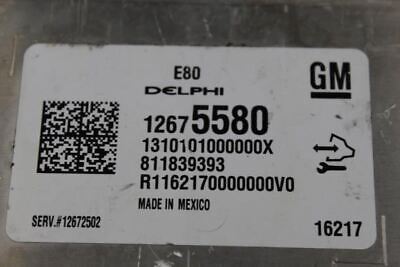 E80
DELPHI
GM
12675580
1310101000000X
811839393
R1162170000000V0
MADE IN MEXICO
SERV.#12672502
16217